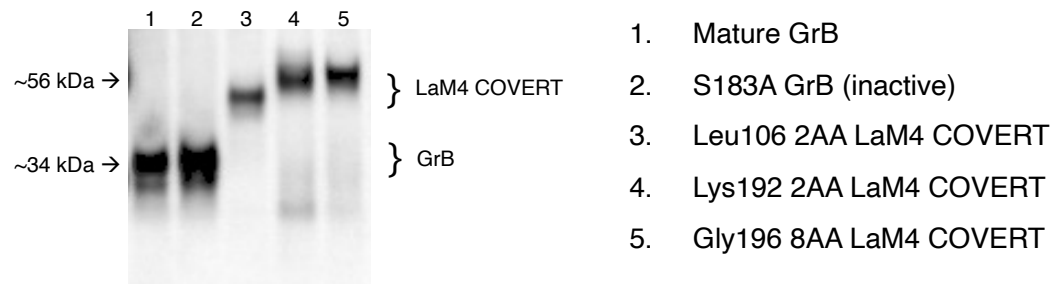 1 2 3 4 5
~56 kDa →
} LaM4 COVERT
~34 kDa →
} GrB
1. Mature GrB
2. S183A GrB (inactive)
3. Leu106 2AA LaM4 COVERT
4. Lys192 2AA LaM4 COVERT
5. Gly196 8AA LaM4 COVERT